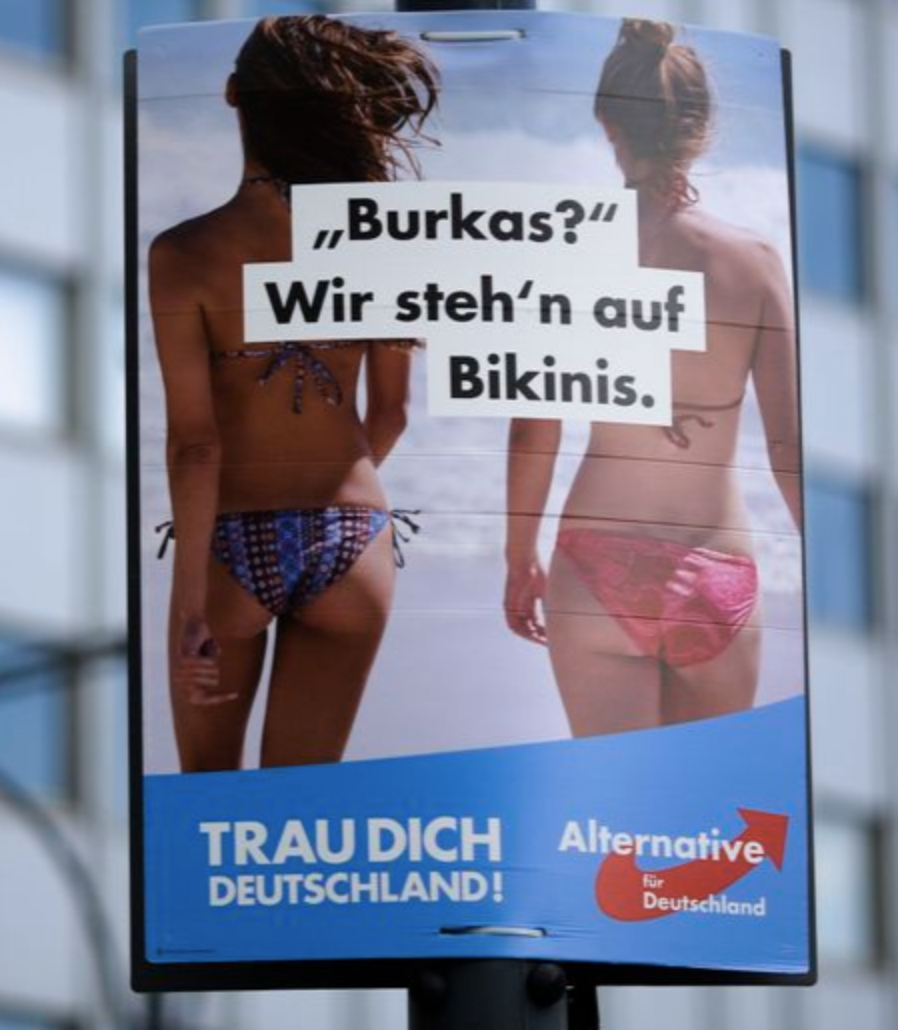 „Burkas?“
Wir steh‘n auf
Bikinis.
TRAU DICH
DEUTSCHLAND!
Alternative
für
Deutschland